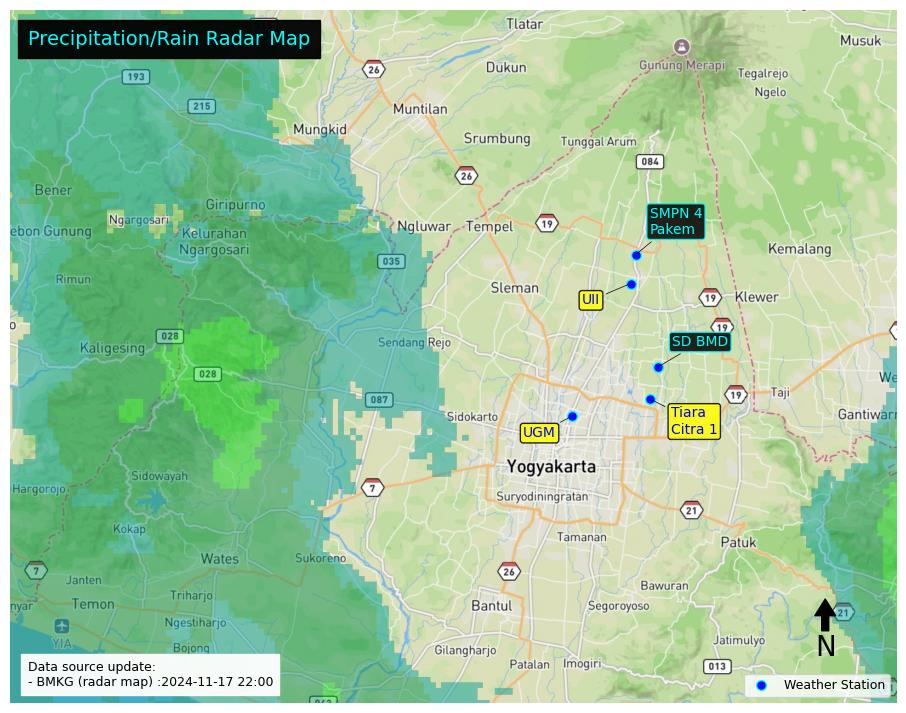 Precipitation/Rain Radar Map
Tlatar
Musuk
26
193
Dukun
Gunung Merapi
Tegalrejo
Ngelo
215
Muntilan
Mungkid
Srumbung
Tunggal Arum
084
26
Bener
Giripurno
Ngargosari
ebon Gunung
Kelurahan
Ngargosari
Ngluwar
Tempel
19
SMPN 4
Pakem
Kemalang
035
Rimun
Sleman
UII
19
Klewer
19
028
Kaligesing
Sendang Rejo
SD BMD
028
We
087
19
Taji
Sidokarto
Tiara
Citra 1
Gantiwarr
UGM
Yogyakarta
Sidowayah
7
Hargorojo
Suryodiningratan
21
Kokap
Tamanan
Patuk
Wates
Sukoreno
7
Janten
26
Bawuran
Triharjo
nyar
Temon
Bantul
Segoroyoso
21
Ngestiharjo
YIA
Bojong
Jatimulyo
N
Gilangharjo
Patalan
Imogiri
013
Data source update:
- BMKG (radar map) :2024-11-17 22:00
Weather Station